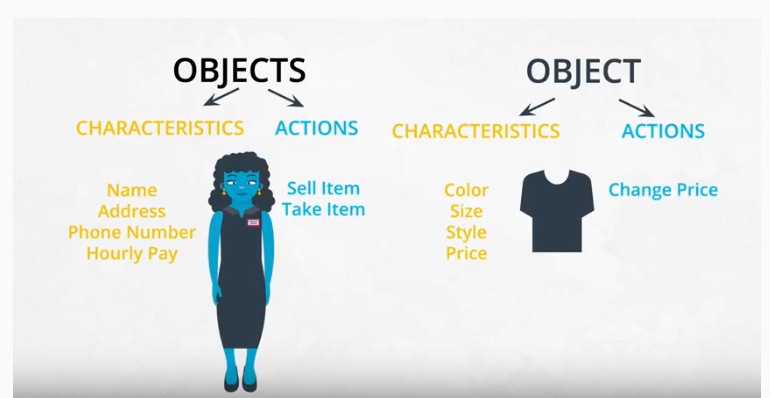 OBJECTS
CHARACTERISTICS
ACTIONS
Name
Address
Phone Number
Hourly Pay
Sell Item
Take Item
OBJECT
CHARACTERISTICS
ACTIONS
Color
Size
Style
Price
Change Price